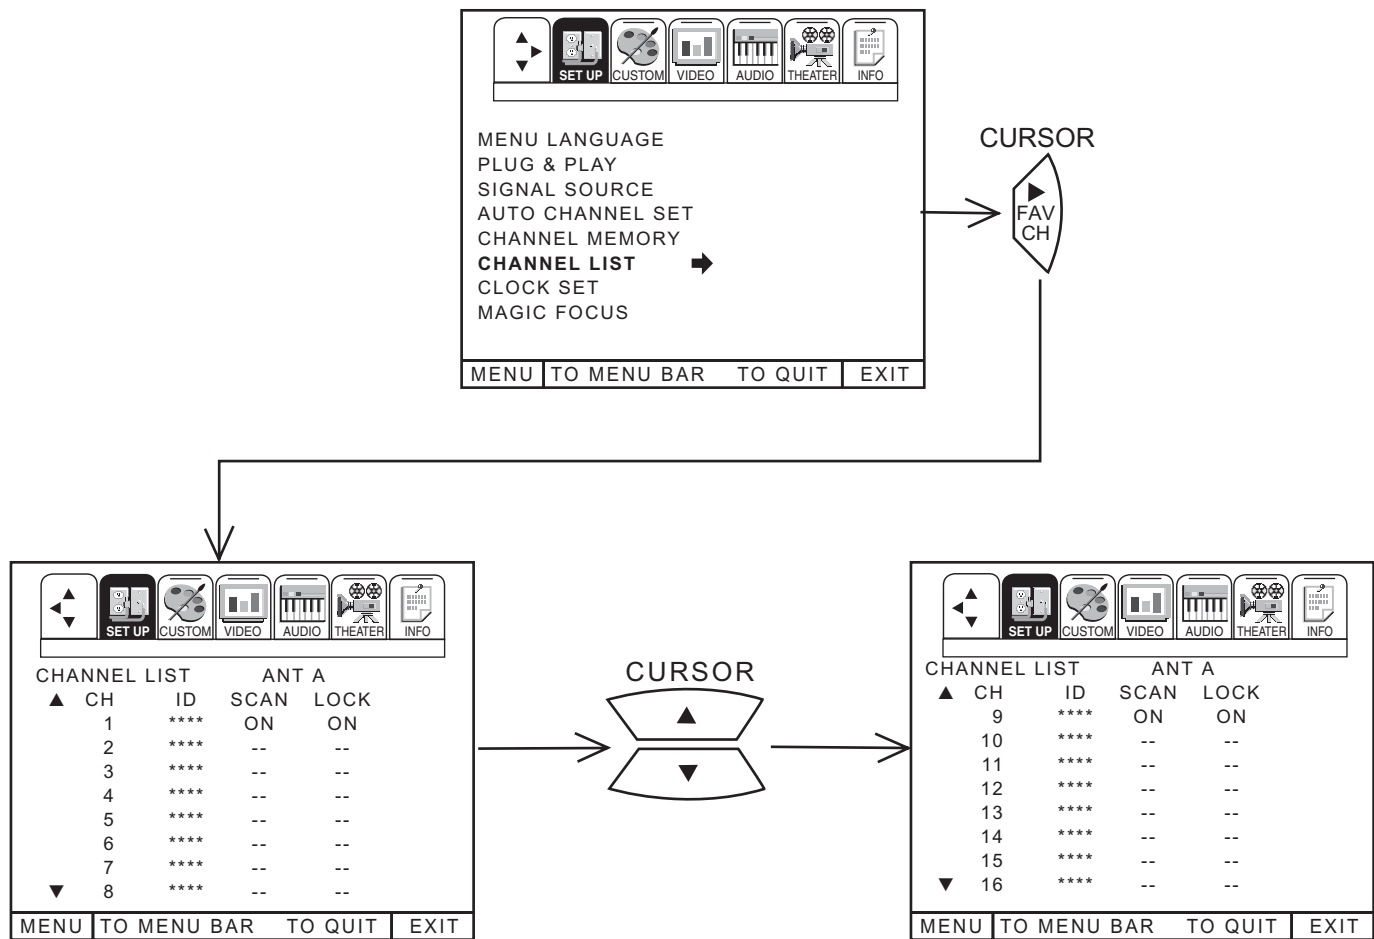 SET UP CUSTOM VIDEO AUDIO THEATER INFO
MENU LANGUAGE
PLUG & PLAY
SIGNAL SOURCE
AUTO CHANNEL SET
CHANNEL MEMORY
CHANNEL LIST
CLOCK SET
MAGIC FOCUS
MENU TO MENU BAR TO QUIT EXIT
CURSOR
FAV
CH
SET UP CUSTOM VIDEO AUDIO THEATER INFO
CHANNEL LIST ANT A
CH ID SCAN LOCK
1 **** ON ON
2 **** -- --
3 **** -- --
4 **** -- --
5 **** -- --
6 **** -- --
7 **** -- --
8 **** -- --
MENU TO MENU BAR TO QUIT EXIT
CURSOR
SET UP CUSTOM VIDEO AUDIO THEATER INFO
CHANNEL LIST ANT A
CH ID SCAN LOCK
9 **** ON ON
10 **** -- --
11 **** -- --
12 **** -- --
13 **** -- --
14 **** -- --
15 **** -- --
16 **** -- --
MENU TO MENU BAR TO QUIT EXIT